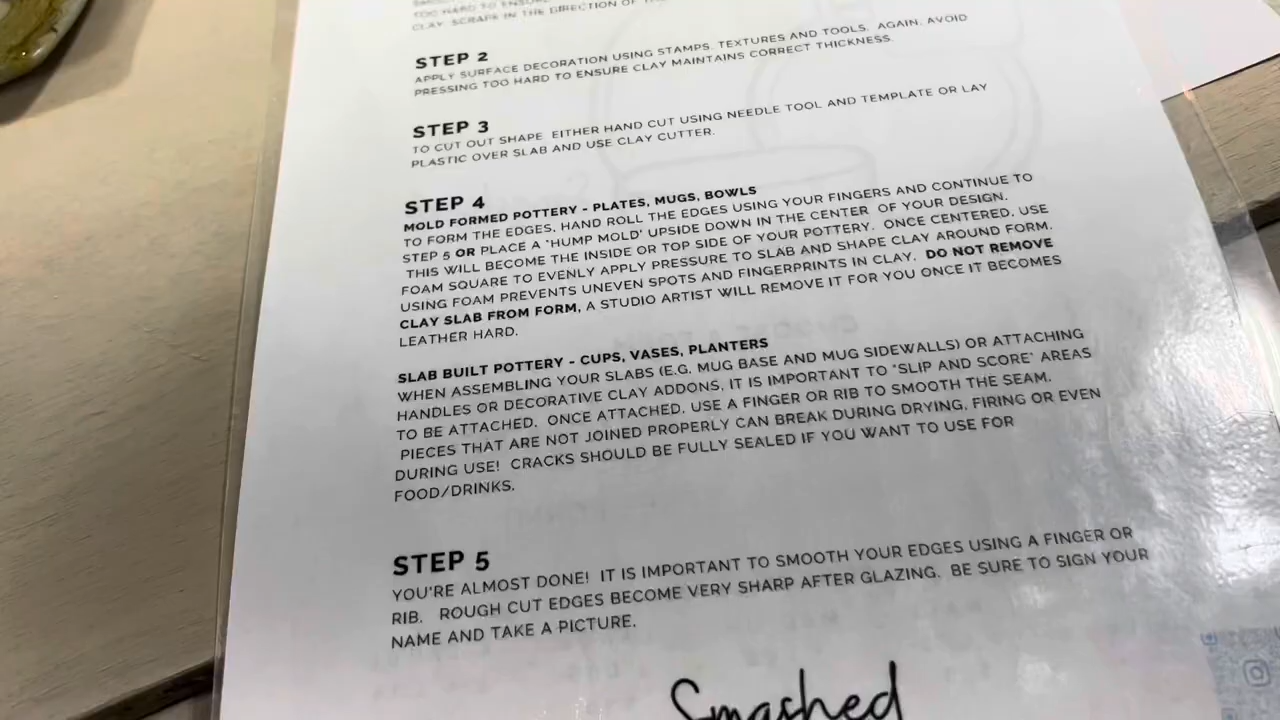 TOO HARD TO ENSURE
CLAY. SCRAPE IN THE DIRECTION OF
STEP 2
APPLY SURFACE DECORATION USING STAMPS, TEXTURES AND TOOLS. AGAIN, AVOID
PRESSING TOO HARD TO ENSURE CLAY MAINTAINS CORRECT THICKNESS.
STEP 3
TO CUT OUT SHAPE EITHER HAND CUT USING NEEDLE TOOL AND TEMPLATE OR LAY
PLASTIC OVER SLAB AND USE CLAY CUTTER.
STEP 4
MOLD FORMED POTTERY - PLATES, MUGS, BOWLS
TO FORM THE EDGES, HAND ROLL THE EDGES USING YOUR FINGERS AND CONTINUE TO
STEP 5 OR PLACE A 'HUMP MOLD' UPSIDE DOWN IN THE CENTER OF YOUR DESIGN.
THIS WILL BECOME THE INSIDE OR TOP SIDE OF YOUR POTTERY. ONCE CENTERED, USE
FOAM SQUARE TO EVENLY APPLY PRESSURE TO SLAB AND SHAPE CLAY AROUND FORM.
USING FOAM PREVENTS UNEVEN SPOTS AND FINGERPRINTS IN CLAY. DO NOT REMOVE
CLAY SLAB FROM FORM, A STUDIO ARTIST WILL REMOVE IT FOR YOU ONCE IT BECOMES
LEATHER HARD.
SLAB BUILT POTTERY - CUPS, VASES, PLANTERS
WHEN ASSEMBLING YOUR SLABS (E.G. MUG BASE AND MUG SIDEWALLS) OR ATTACHING
HANDLES OR DECORATIVE CLAY ADDONS, IT IS IMPORTANT TO "SLIP AND SCORE" AREAS
TO BE ATTACHED. ONCE ATTACHED, USE A FINGER OR RIB TO SMOOTH THE SEAM.
PIECES THAT ARE NOT JOINED PROPERLY CAN BREAK DURING DRYING, FIRING OR EVEN
DURING USE! CRACKS SHOULD BE FULLY SEALED IF YOU WANT TO USE FOR
FOOD/DRINKS.
STEP 5
YOU'RE ALMOST DONE! IT IS IMPORTANT TO SMOOTH YOUR EDGES USING A FINGER OR
RIB. ROUGH CUT EDGES BECOME VERY SHARP AFTER GLAZING. BE SURE TO SIGN YOUR
NAME AND TAKE A PICTURE.
Smashed